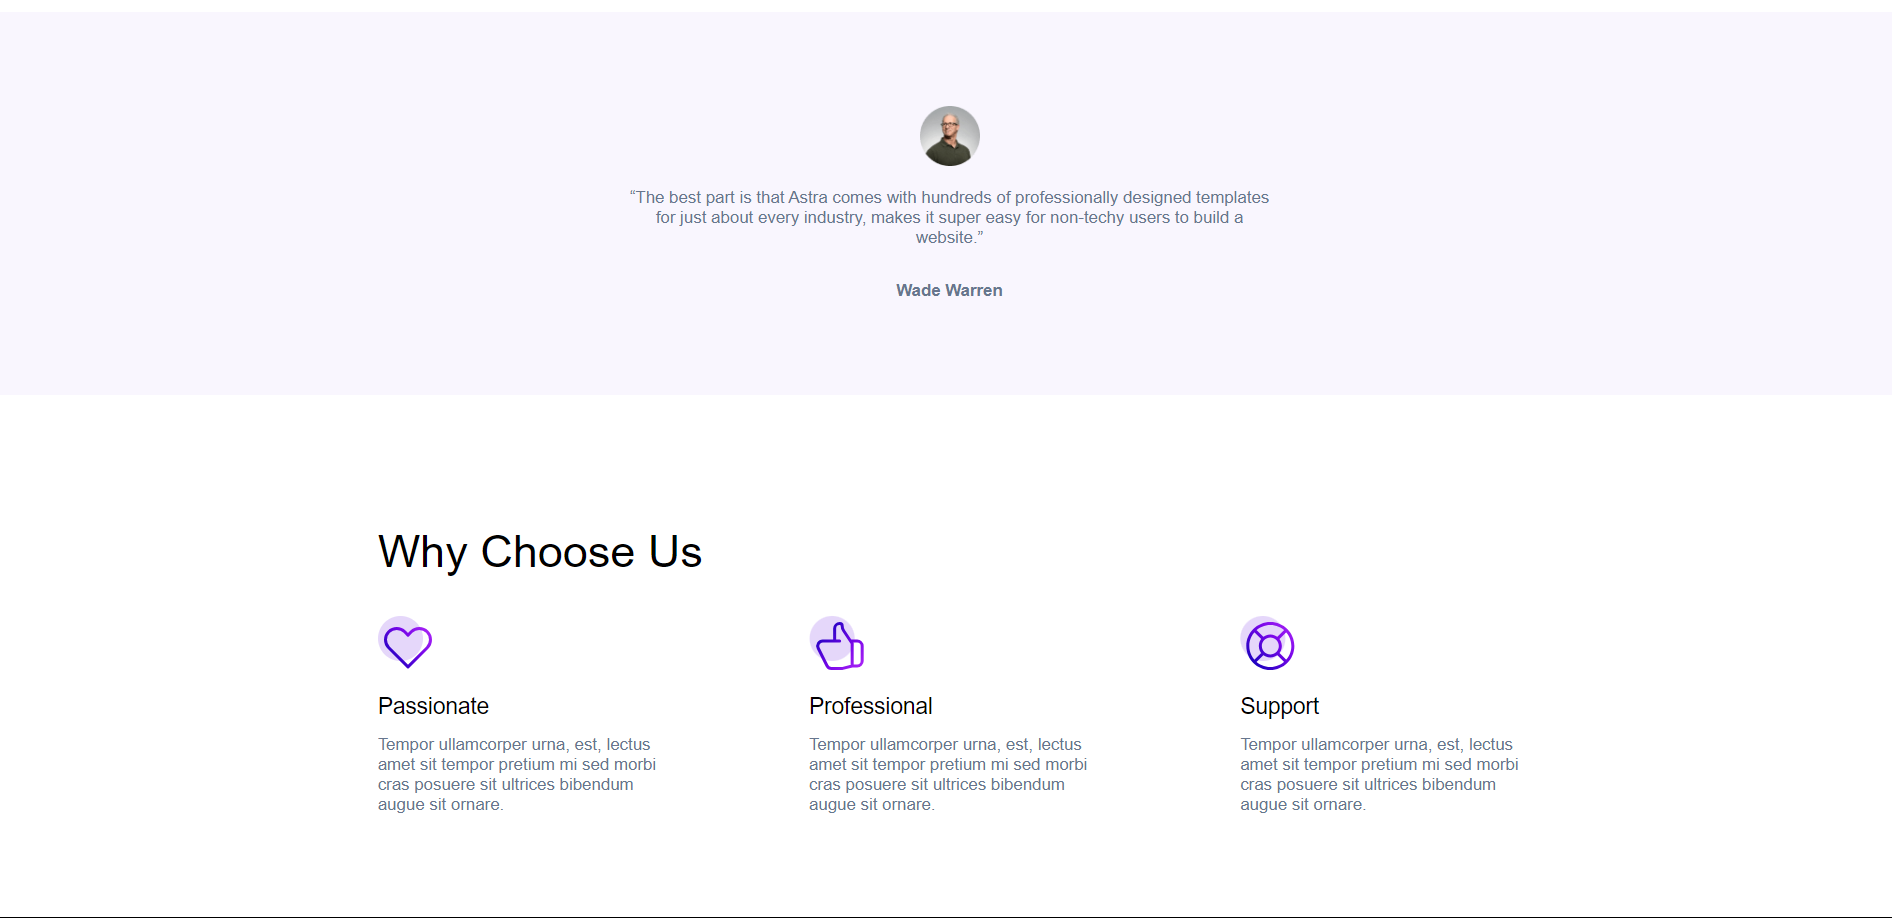 “The best part is that Astra comes with hundreds of professionally designed templates
for just about every industry, makes it super easy for non-techy users to build a
website.”
Wade Warren
Why Choose Us
Passionate
Tempor ullamcorper urna, est, lectus
amet sit tempor pretium mi sed morbi
cras posuere sit ultrices bibendum
augue sit ornare.
Professional
Tempor ullamcorper urna, est, lectus
amet sit tempor pretium mi sed morbi
cras posuere sit ultrices bibendum
augue sit ornare.
Support
Tempor ullamcorper urna, est, lectus
amet sit tempor pretium mi sed morbi
cras posuere sit ultrices bibendum
augue sit ornare.